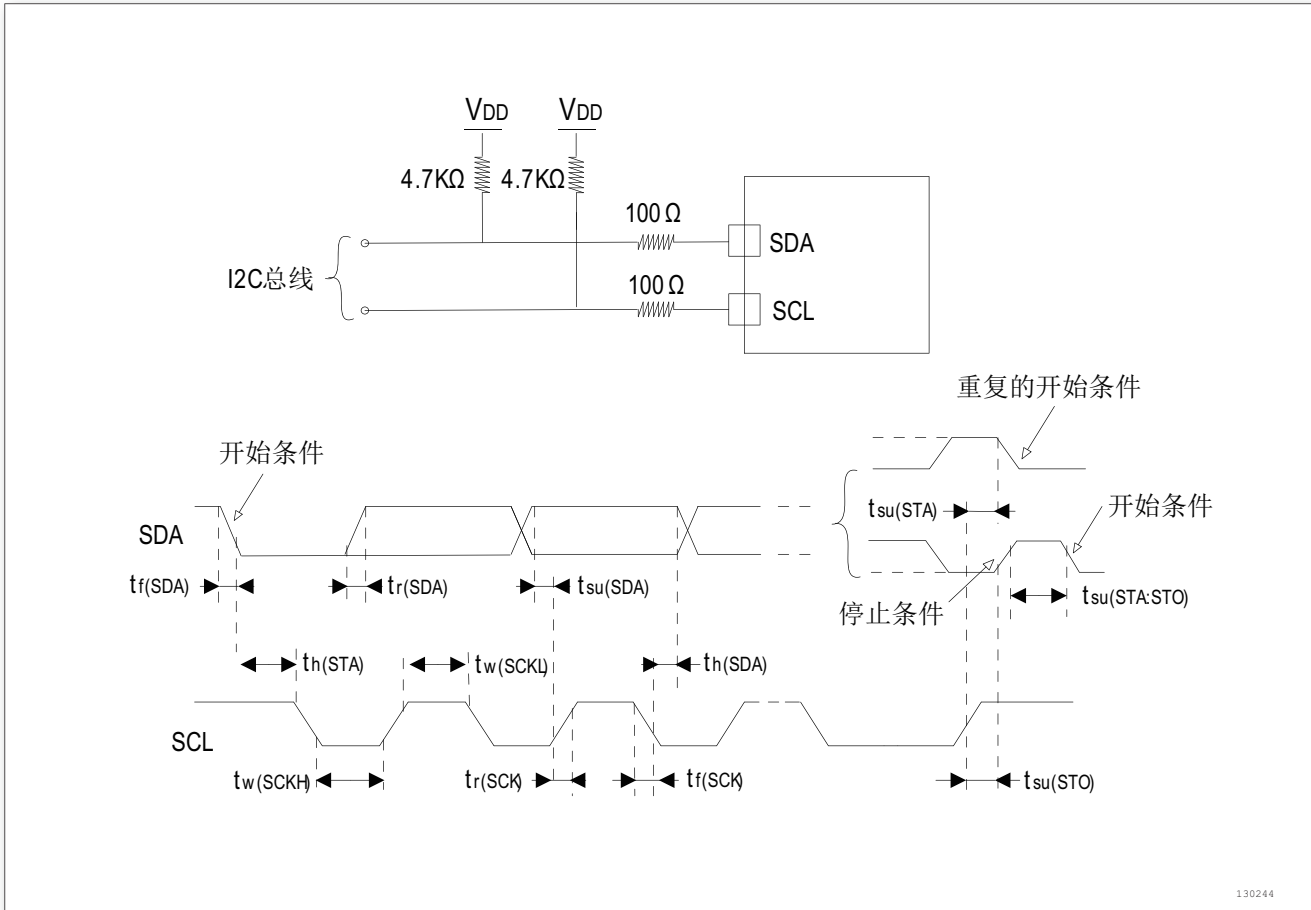 VDD VDD
4.7KΩ 4.7KΩ
100 Ω
SDA
I2C总线
100 Ω
SCL
重复的开始条件
开始条件
tsu(STA)
开始条件
SDA
tf(SDA)
tr(SDA)
tsu(SDA)
停止条件
tsu(STA:STO)
th(STA)
tw(SCKL)
th(SDA)
SCL
tw(SCKH)
tr(SCK)
tf(SCK)
tsu(STO)
130244